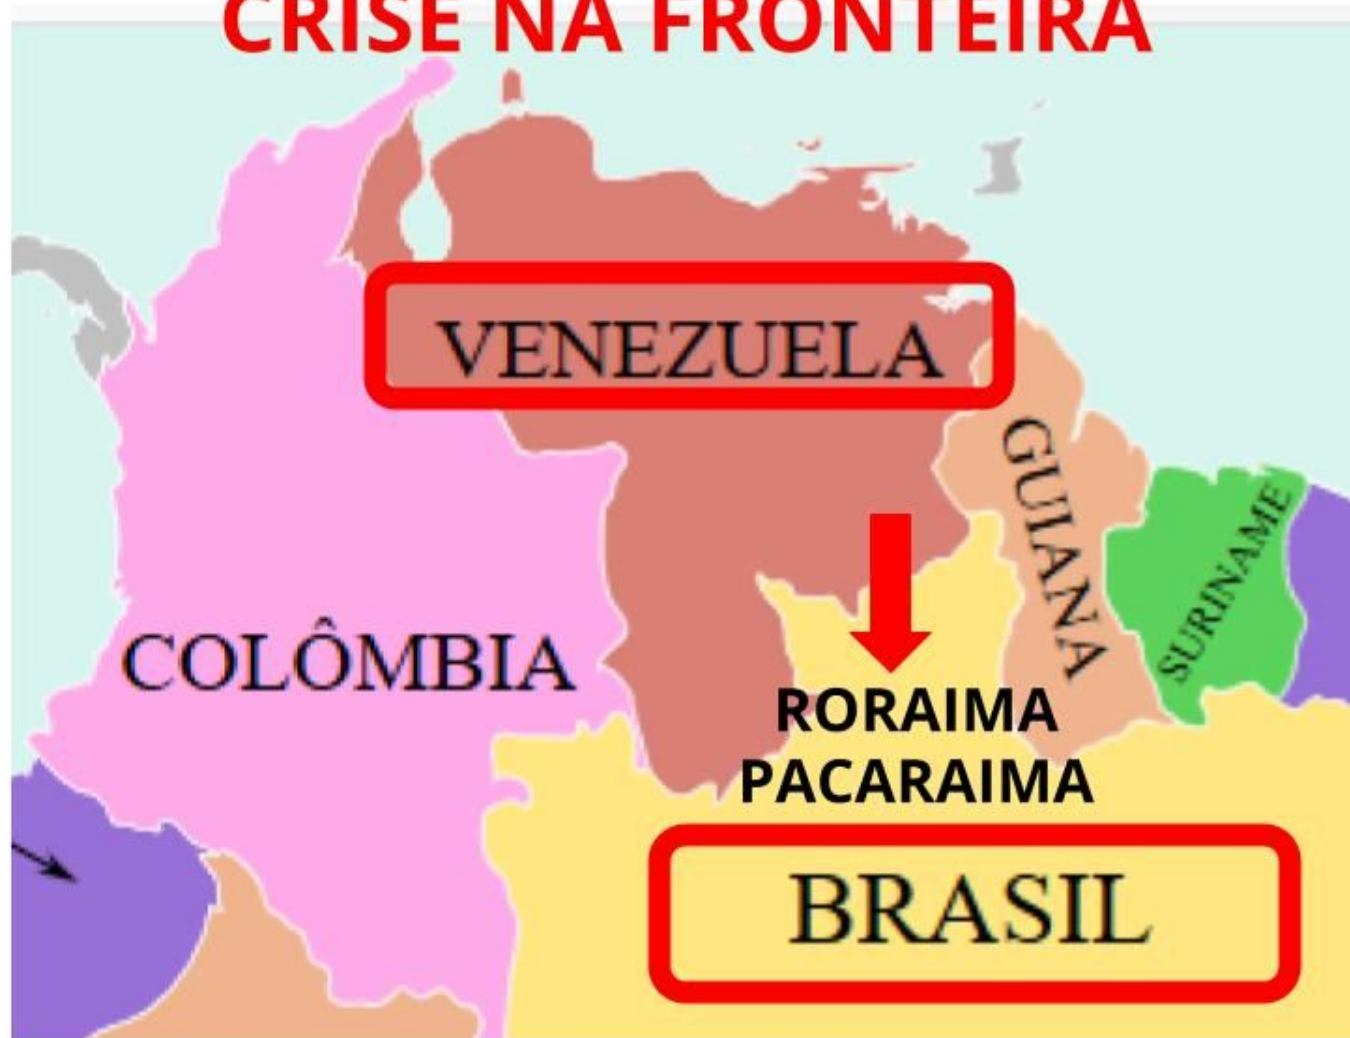 CRISE NA FRONTEIRA
VENEZUELA
GUIANA
SURINAME
COLÔMBIA
RORAIMA
PACARAIMA
BRASIL